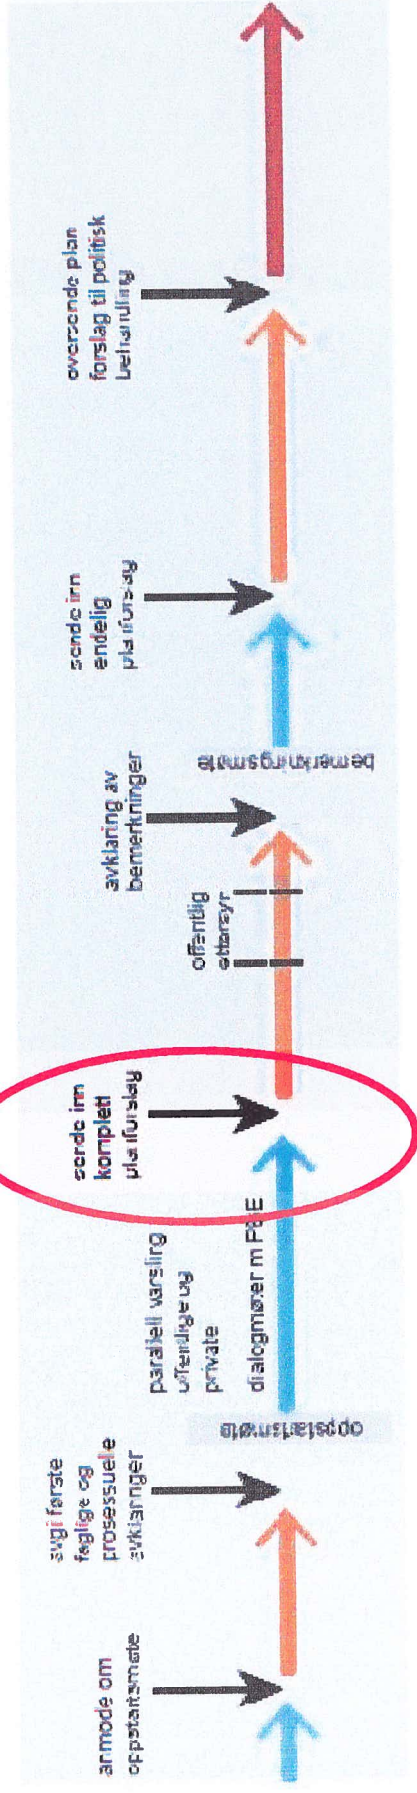 anmode om
oppstartsmøte
avgi første
faglige og
prosessuelle
avklaringer
oppstartsmøte
parallell varsling
offentlige og
private
dialogmøter m PBE
sende inn
komplett
planforslag
offentlig
ettersyn
avklaring av
bemerkninger
bemerkningsmøte
sende inn
endelig
planforslag
oversende plan
forslag til politisk
behandling